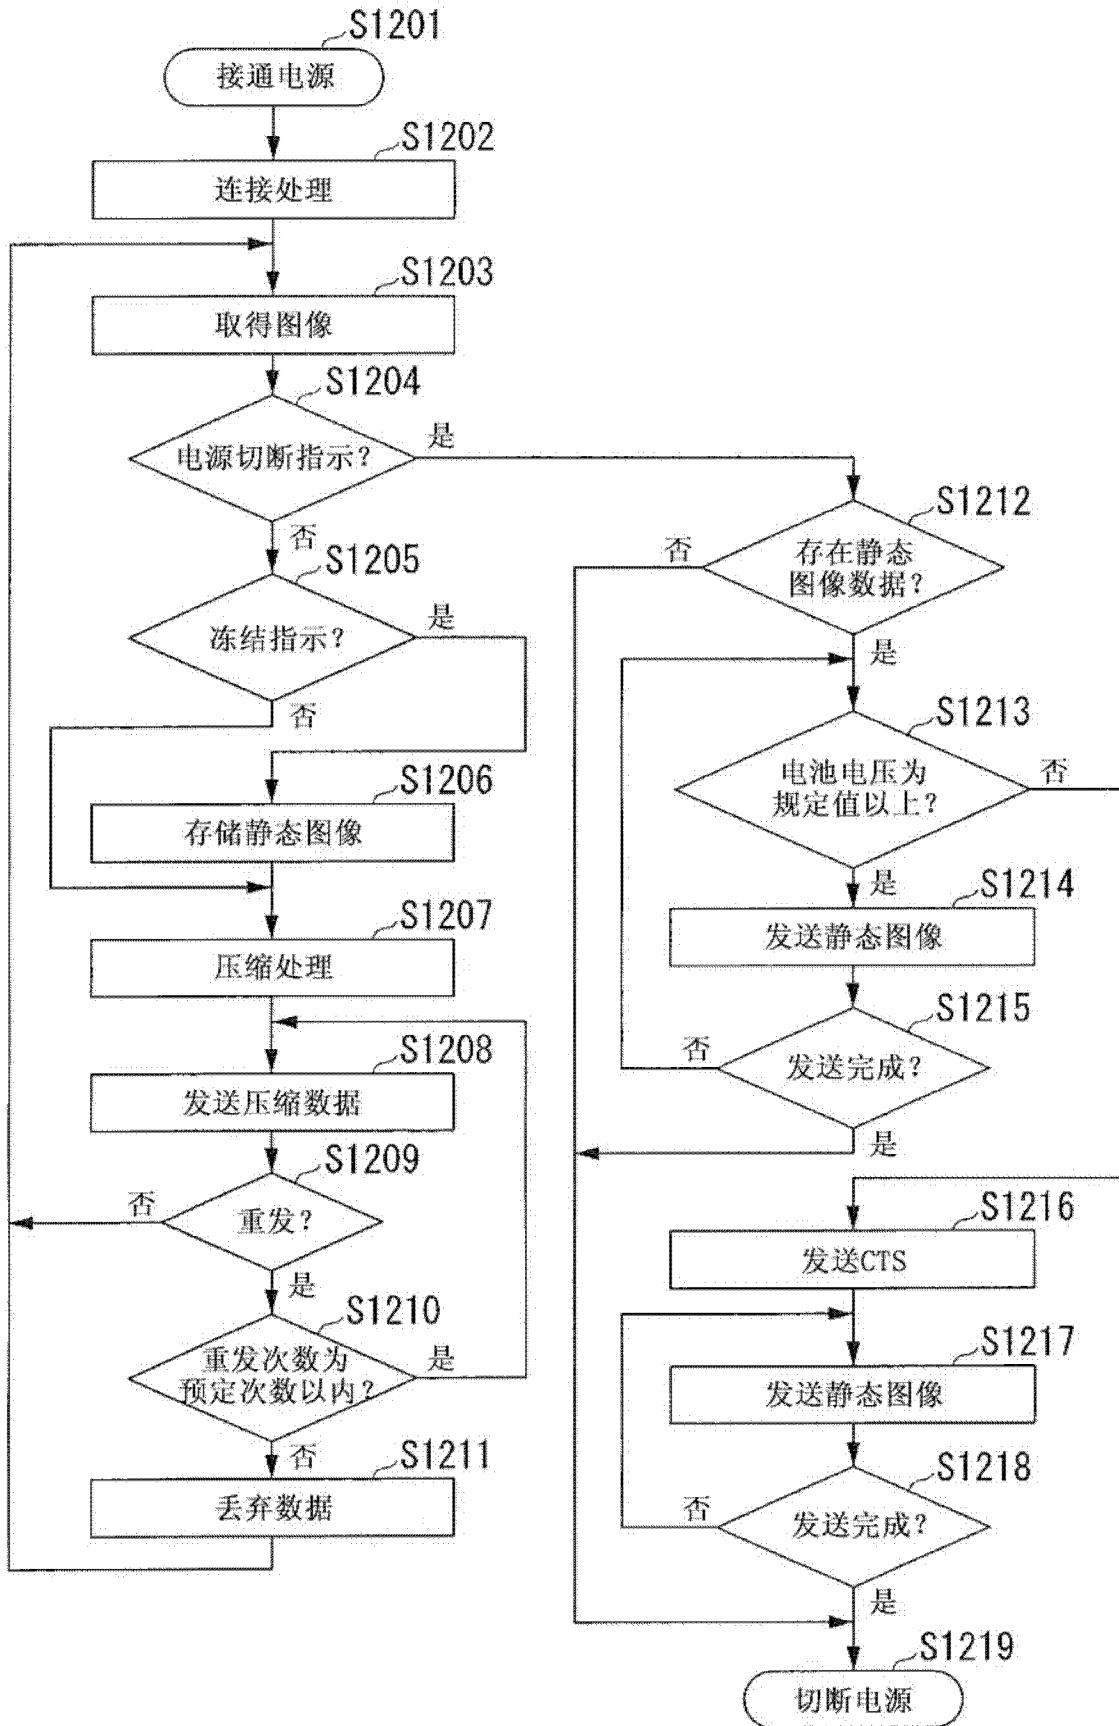 S1201
接通电源
S1202
连接处理
S1203
取得图像
S1204
电源切断指示?
是
否
S1205
冻结指示?
是
否
S1206
存储静态图像
S1207
压缩处理
S1208
发送压缩数据
S1209
重发?
否
是
S1210
重发次数为
预定次数以内?
是
否
S1211
丢弃数据
S1212
存在静态
图像数据?
否
是
S1213
电池电压为
规定值以上?
否
是
S1214
发送静态图像
S1215
发送完成?
否
是
S1216
发送CTS
S1217
发送静态图像
S1218
发送完成?
否
是
S1219
切断电源